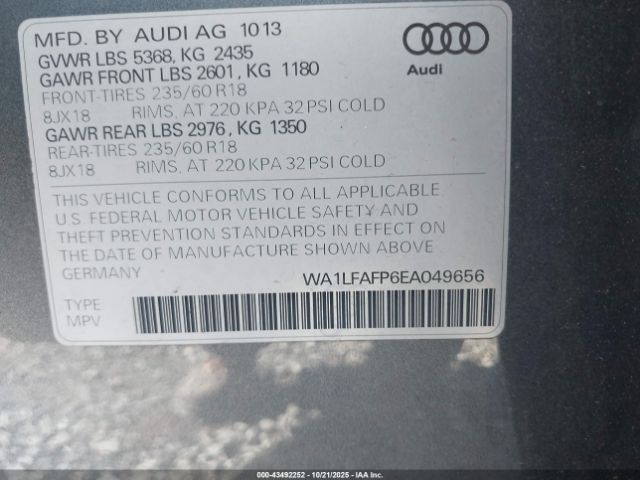 MFD. BY AUDI AG 10 13
GVWR LBS 5368, KG 2435
GAWR FRONT LBS 2601, KG 1180
FRONT-TIRES 235/60 R18
8JX18 RIMS, AT 220 KPA 32 PSI COLD
GAWR REAR LBS 2976, KG 1350
REAR-TIRES 235/60 R18
8JX18 RIMS, AT 220 KPA 32 PSI COLD
Audi
THIS VEHICLE CONFORMS TO ALL APPLICABLE
U.S. FEDERAL MOTOR VEHICLE SAFETY AND
THEFT PREVENTION STANDARDS IN EFFECT ON
THE DATE OF MANUFACTURE SHOWN ABOVE
GERMANY WA1LFAFP6EA049656
TYPE
MPV
000-43492252 - 10/21/2025 - IAA Corp.